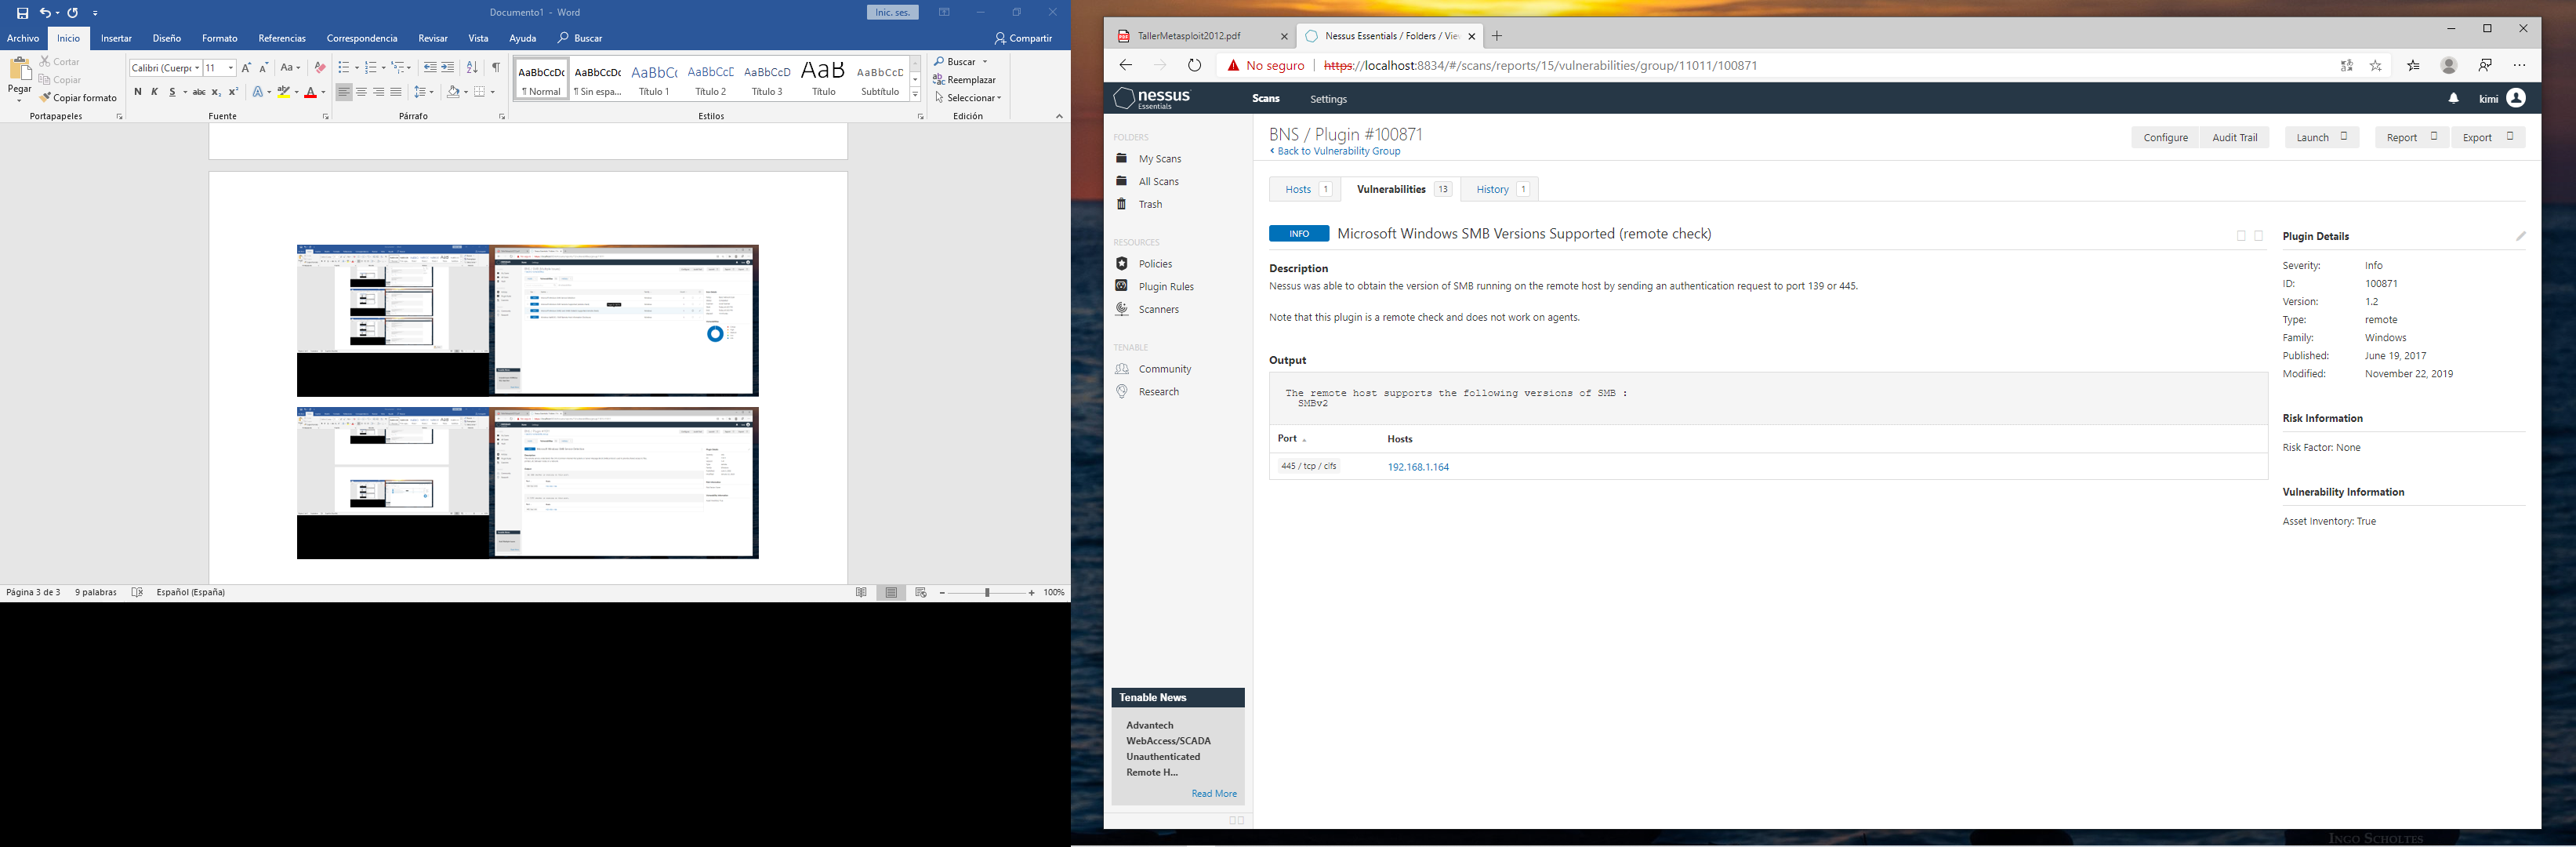 Documento1 - Word
Inic. ses.
Archivo Inicio Insertar Diseño Formato Referencias Correspondencia Revisar Vista Ayuda Buscar Compartir
Pegar
Cortar
Copiar
Copiar formato
Portapapeles
Calibri (Cuerp 11
N K S abc x₂ x²
Fuente
Párrafo
AaBbCcDc AaBbCcDc AaBbCc AaBbCcD AaBbCcD AaB AaBbCcD
¶ Normal ¶ Sin espa... Título 1 Título 2 Título 3 Título Subtítulo
Estilos
Buscar
Reemplazar
Seleccionar
Edición
Página 3 de 3 9 palabras Español (España) 100%
TallerMetasploit2012.pdf
Nessus Essentials / Folders / Vie
No seguro https://localhost:8834/#/scans/reports/15/vulnerabilities/group/11011/100871
nessus
Essentials
Scans Settings kimi
FOLDERS
My Scans
All Scans
Trash
RESOURCES
Policies
Plugin Rules
Scanners
TENABLE
Community
Research
Tenable News
Advantech
WebAccess/SCADA
Unauthenticated
Remote H...
Read More
BNS / Plugin #100871
Back to Vulnerability Group
Configure Audit Trail Launch Report Export
Hosts 1 Vulnerabilities 13 History 1
INFO Microsoft Windows SMB Versions Supported (remote check)
Description
Nessus was able to obtain the version of SMB running on the remote host by sending an authentication request to port 139 or 445.
Note that this plugin is a remote check and does not work on agents.
Output
The remote host supports the following versions of SMB :
SMBv2
Port Hosts
445 / tcp / cifs 192.168.1.164
Plugin Details
Severity: Info
ID: 100871
Version: 1.2
Type: remote
Family: Windows
Published: June 19, 2017
Modified: November 22, 2019
Risk Information
Risk Factor: None
Vulnerability Information
Asset Inventory: True
INGO SCHOLTES